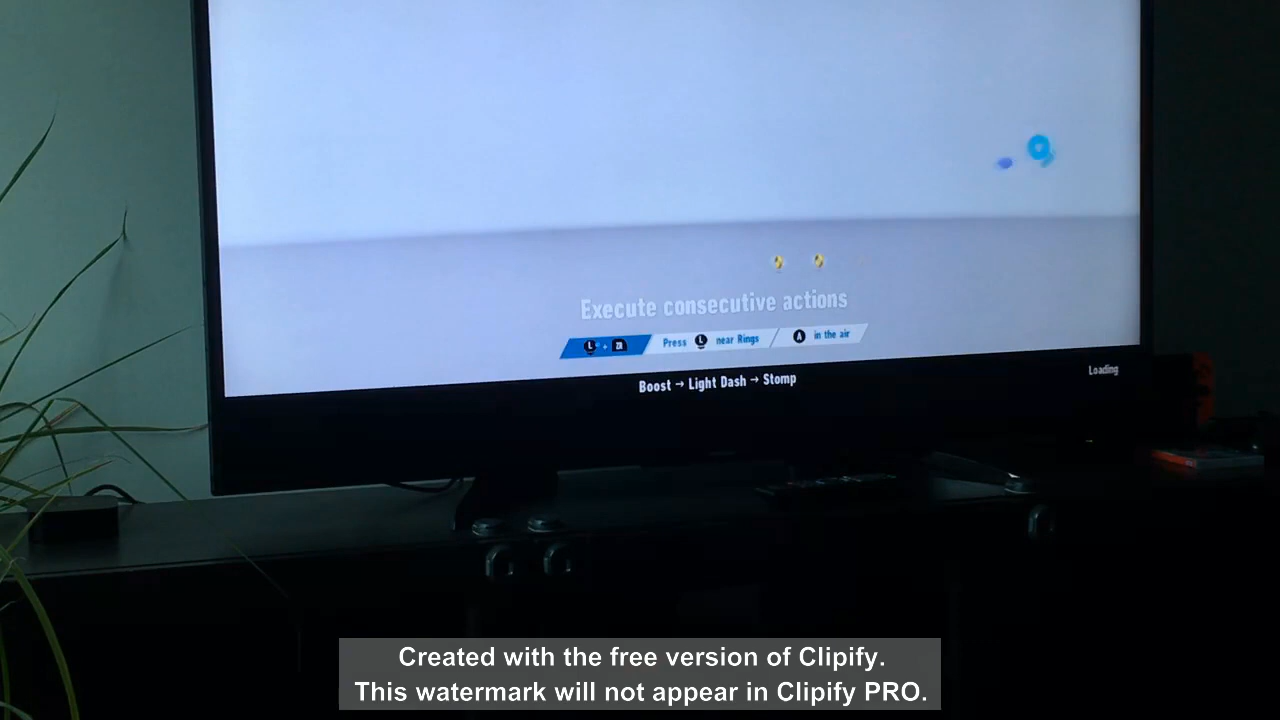 Execute consecutive actions
L + ZR Press L near Rings A in the air
Boost → Light Dash → Stomp
Loading
Created with the free version of Clipify.
This watermark will not appear in Clipify PRO.